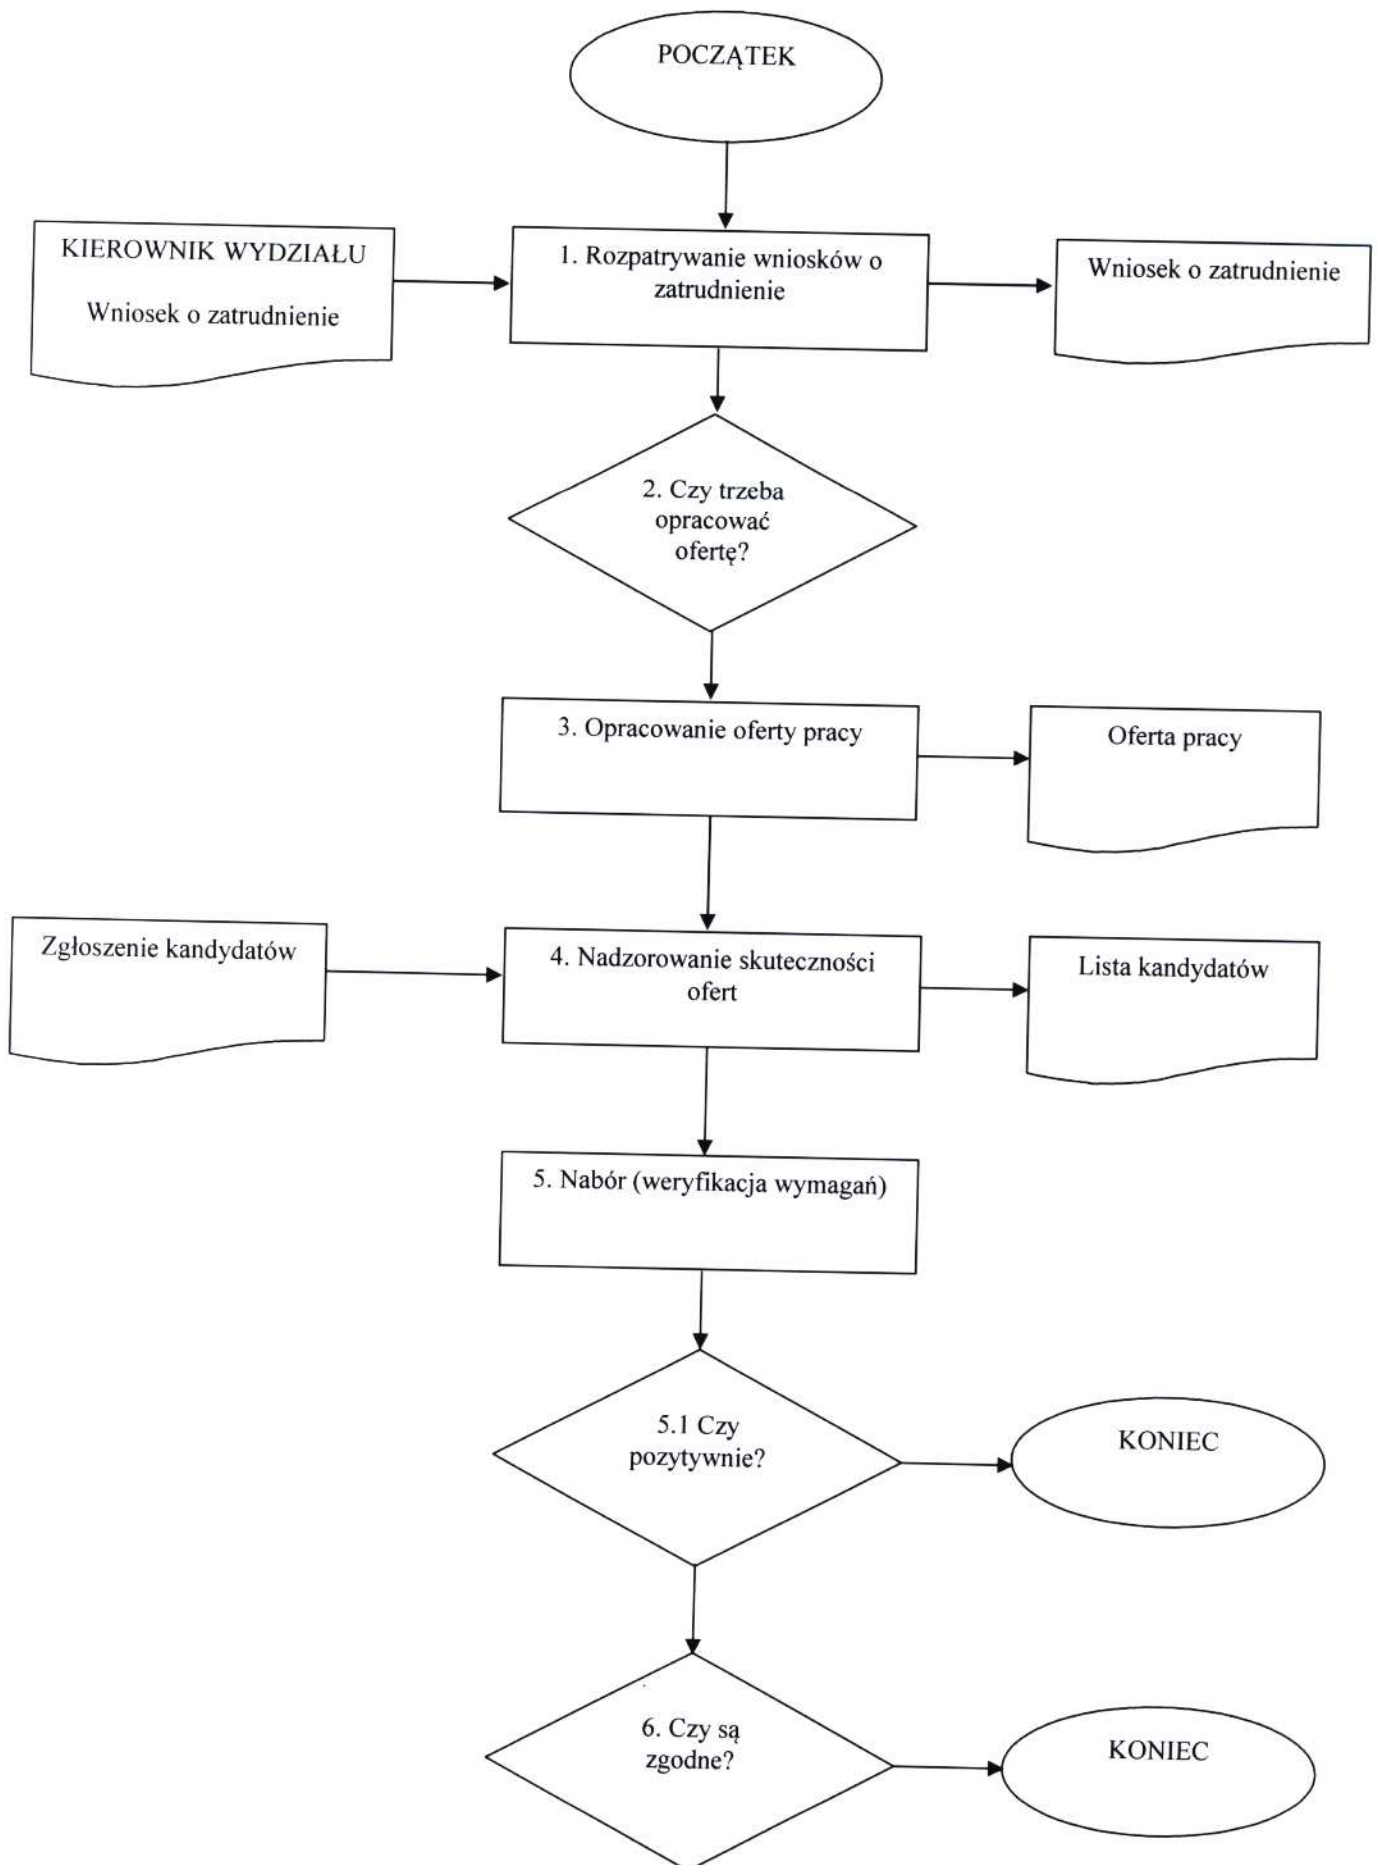 POCZĄTEK
KIEROWNIK WYDZIAŁU
Wniosek o zatrudnienie
1. Rozpatrywanie wniosków o
zatrudnienie
Wniosek o zatrudnienie
2. Czy trzeba
opracować
ofertę?
3. Opracowanie oferty pracy
Oferta pracy
Zgłoszenie kandydatów
4. Nadzorowanie skuteczności
ofert
Lista kandydatów
5. Nabór (weryfikacja wymagań)
5.1 Czy
pozytywnie?
KONIEC
6. Czy są
zgodne?
KONIEC